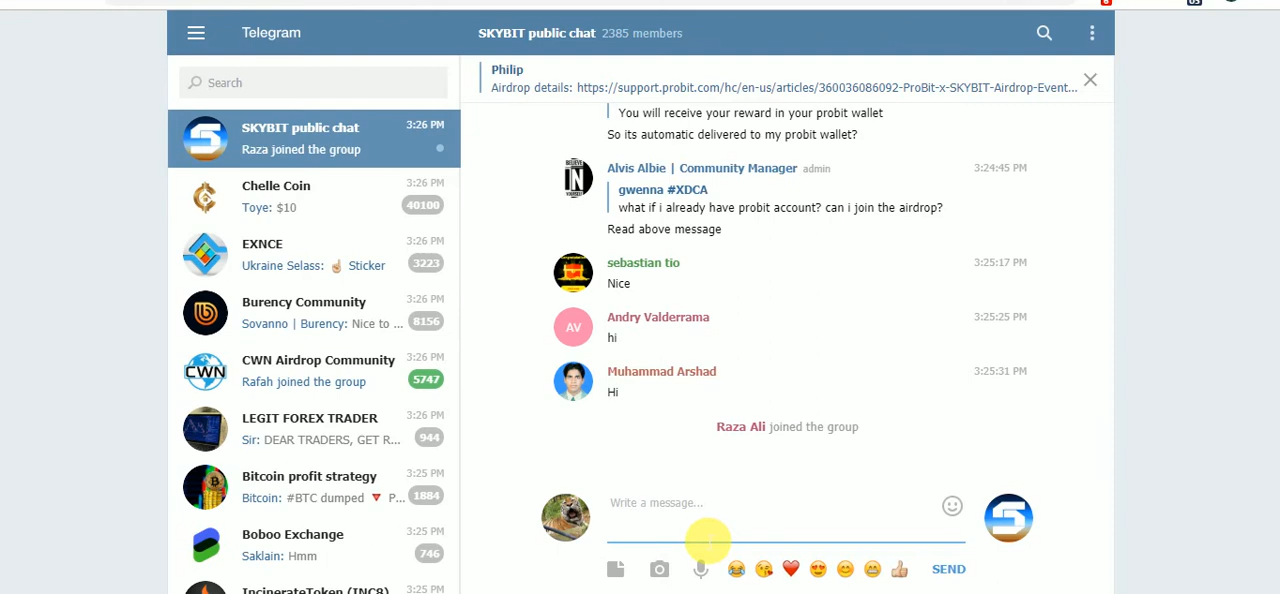 Telegram
SKYBIT public chat 2385 members
Search
SKYBIT public chat 3:26 PM
Raza joined the group
Chelle Coin 3:26 PM
Toye: $10 40100
EXNCE 3:26 PM
Ukraine Selass: ☝🏼 Sticker 3223
Burency Community 3:26 PM
Sovanno | Burency: Nice to ... 8156
CWN
CWN Airdrop Community 3:26 PM
Rafah joined the group 5747
LEGIT FOREX TRADER 3:26 PM
Sir: DEAR TRADERS, GET R... 944
Bitcoin profit strategy 3:25 PM
Bitcoin: #BTC dumped 🔻 P... 1884
Boboo Exchange 3:25 PM
Saklain: Hmm 746
IncinerateToken (INC8) 3:25 PM
Philip
Airdrop details: https://support.probit.com/hc/en-us/articles/360036086092-ProBit-x-SKYBIT-Airdrop-Event...
You will receive your reward in your probit wallet
So its automatic delivered to my probit wallet?
Alvis Albie | Community Manager admin 3:24:45 PM
gwenna #XDCA
what if i already have probit account? can i join the airdrop?
Read above message
sebastian tio 3:25:17 PM
Nice
AV
Andry Valderrama 3:25:25 PM
hi
Muhammad Arshad 3:25:31 PM
Hi
Raza Ali joined the group
Write a message...
😂 😘 ❤️ 😍 😊 😁 👍🏼 SEND